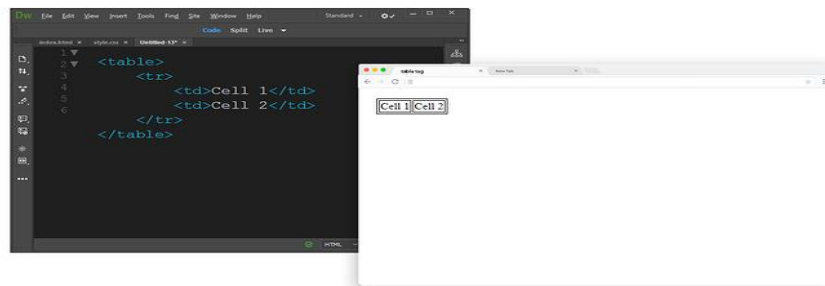 Dw File Edit View Insert Tools Find Site Window Help Standard
Code Split Live
index.html × style.css × Untitled-13* ×
1
2 <table>
3 <tr>
4 <td>Cell 1</td>
5 <td>Cell 2</td>
6 </tr>
</table>
HTML
table tag × New Tab ×
Cell 1 Cell 2